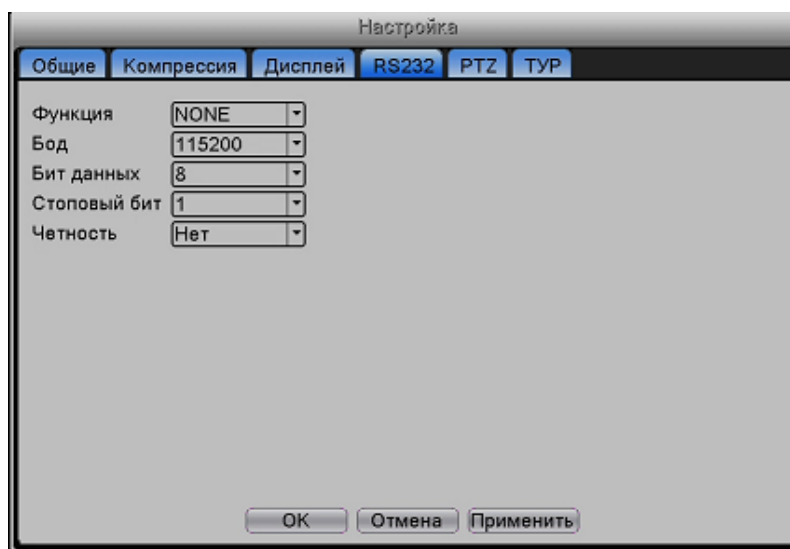 Настройка
Общие Компрессия Дисплей RS232 PTZ ТУР
Функция NONE
Бод 115200
Бит данных 8
Стоповый бит 1
Четность Нет
OK Отмена Применить